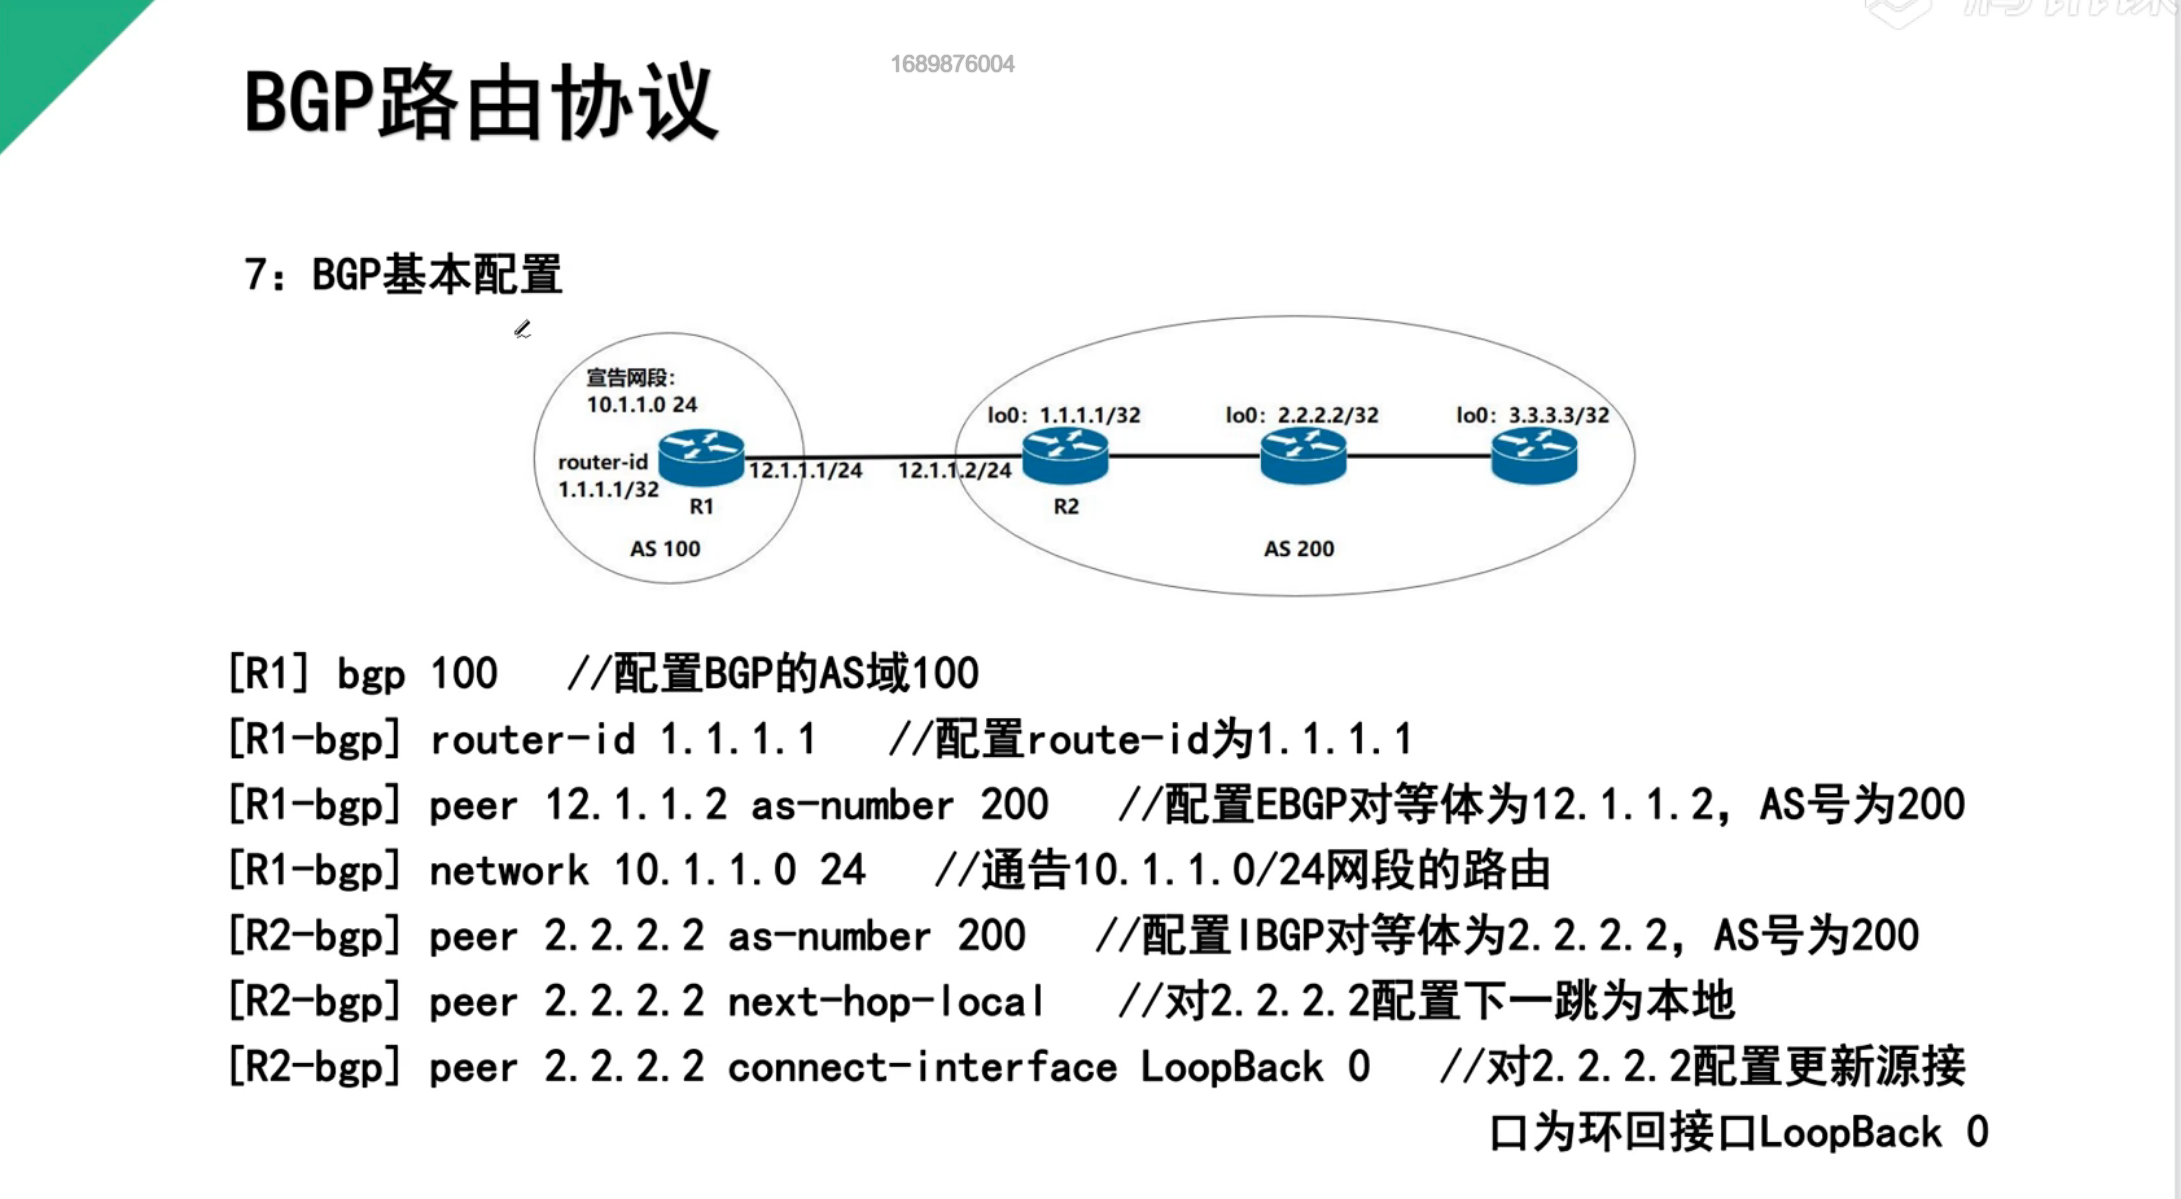 1689876004
BGP路由协议
7: BGP基本配置
宣告网段:
10.1.1.0 24
lo0: 1.1.1.1/32
lo0: 2.2.2.2/32
lo0: 3.3.3.3/32
router-id
1.1.1.1/32
12.1.1.1/24
12.1.1.2/24
R1
R2
AS 100
AS 200
[R1] bgp 100 //配置BGP的AS域100
[R1-bgp] router-id 1.1.1.1 //配置route-id为1.1.1.1
[R1-bgp] peer 12.1.1.2 as-number 200 //配置EBGP对等体为12.1.1.2, AS号为200
[R1-bgp] network 10.1.1.0 24 //通告10.1.1.0/24网段的路由
[R2-bgp] peer 2.2.2.2 as-number 200 //配置IBGP对等体为2.2.2.2, AS号为200
[R2-bgp] peer 2.2.2.2 next-hop-local //对2.2.2.2配置下一跳为本地
[R2-bgp] peer 2.2.2.2 connect-interface LoopBack 0 //对2.2.2.2配置更新源接
口为环回接口LoopBack 0